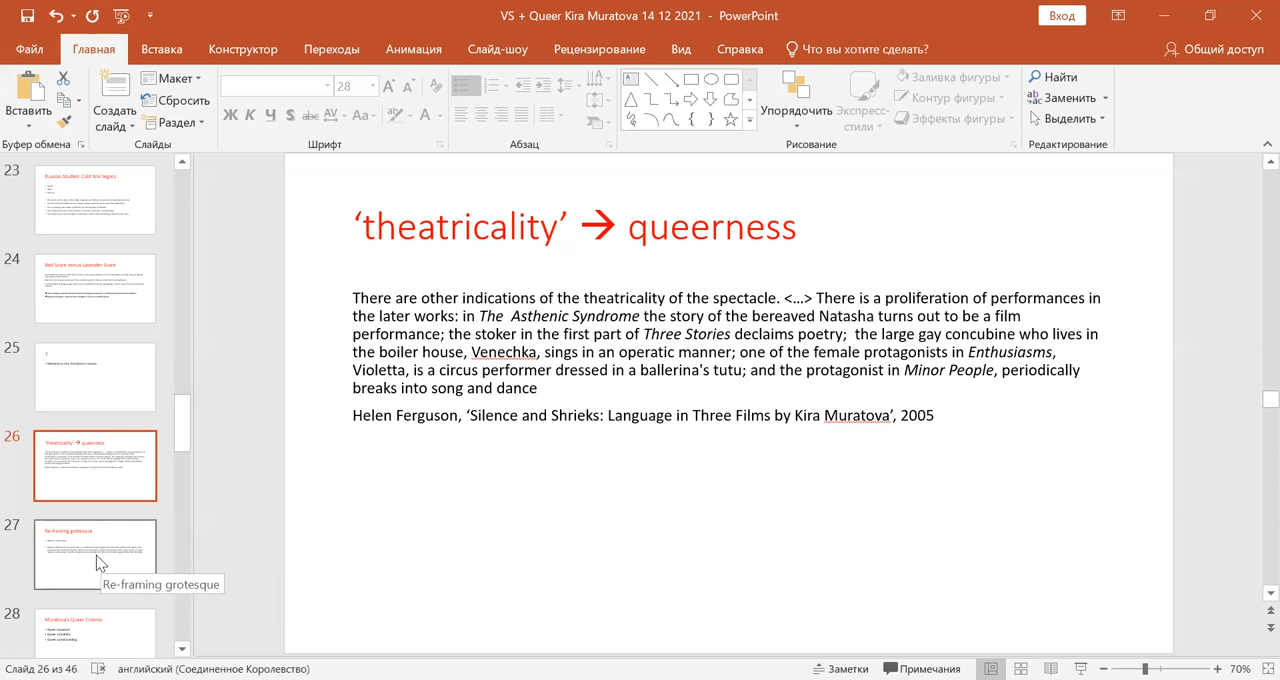 VS + Queer Kira Muratova 14 12 2021 - PowerPoint
Вход
Файл Главная Вставка Конструктор Переходы Анимация Слайд-шоу Рецензирование Вид Справка Что вы хотите сделать? Общий доступ
Вставить
Создать слайд
Макет
Сбросить
Раздел
28
Ж К Ч S abc AV Aa A
Упорядочить
Экспресс-стили
Заливка фигуры
Контур фигуры
Эффекты фигуры
Найти
Заменить
Выделить
Буфер обмена Слайды Шрифт Абзац Рисование Редактирование
23
Russian Studies: Cold War legacy
24
Red Scare versus Lavender Scare
25
26
‘theatricality’ → queerness
27
Re-framing grotesque
Re-framing grotesque
28
Muratova's Queer Cinema
‘theatricality’ → queerness
There are other indications of the theatricality of the spectacle. <…> There is a proliferation of performances in
the later works: in The Asthenic Syndrome the story of the bereaved Natasha turns out to be a film
performance; the stoker in the first part of Three Stories declaims poetry; the large gay concubine who lives in
the boiler house, Venechka, sings in an operatic manner; one of the female protagonists in Enthusiasms,
Violetta, is a circus performer dressed in a ballerina's tutu; and the protagonist in Minor People, periodically
breaks into song and dance
Helen Ferguson, ‘Silence and Shrieks: Language in Three Films by Kira Muratova’, 2005
Слайд 26 из 46 английский (Соединенное Королевство) Заметки Примечания 70%